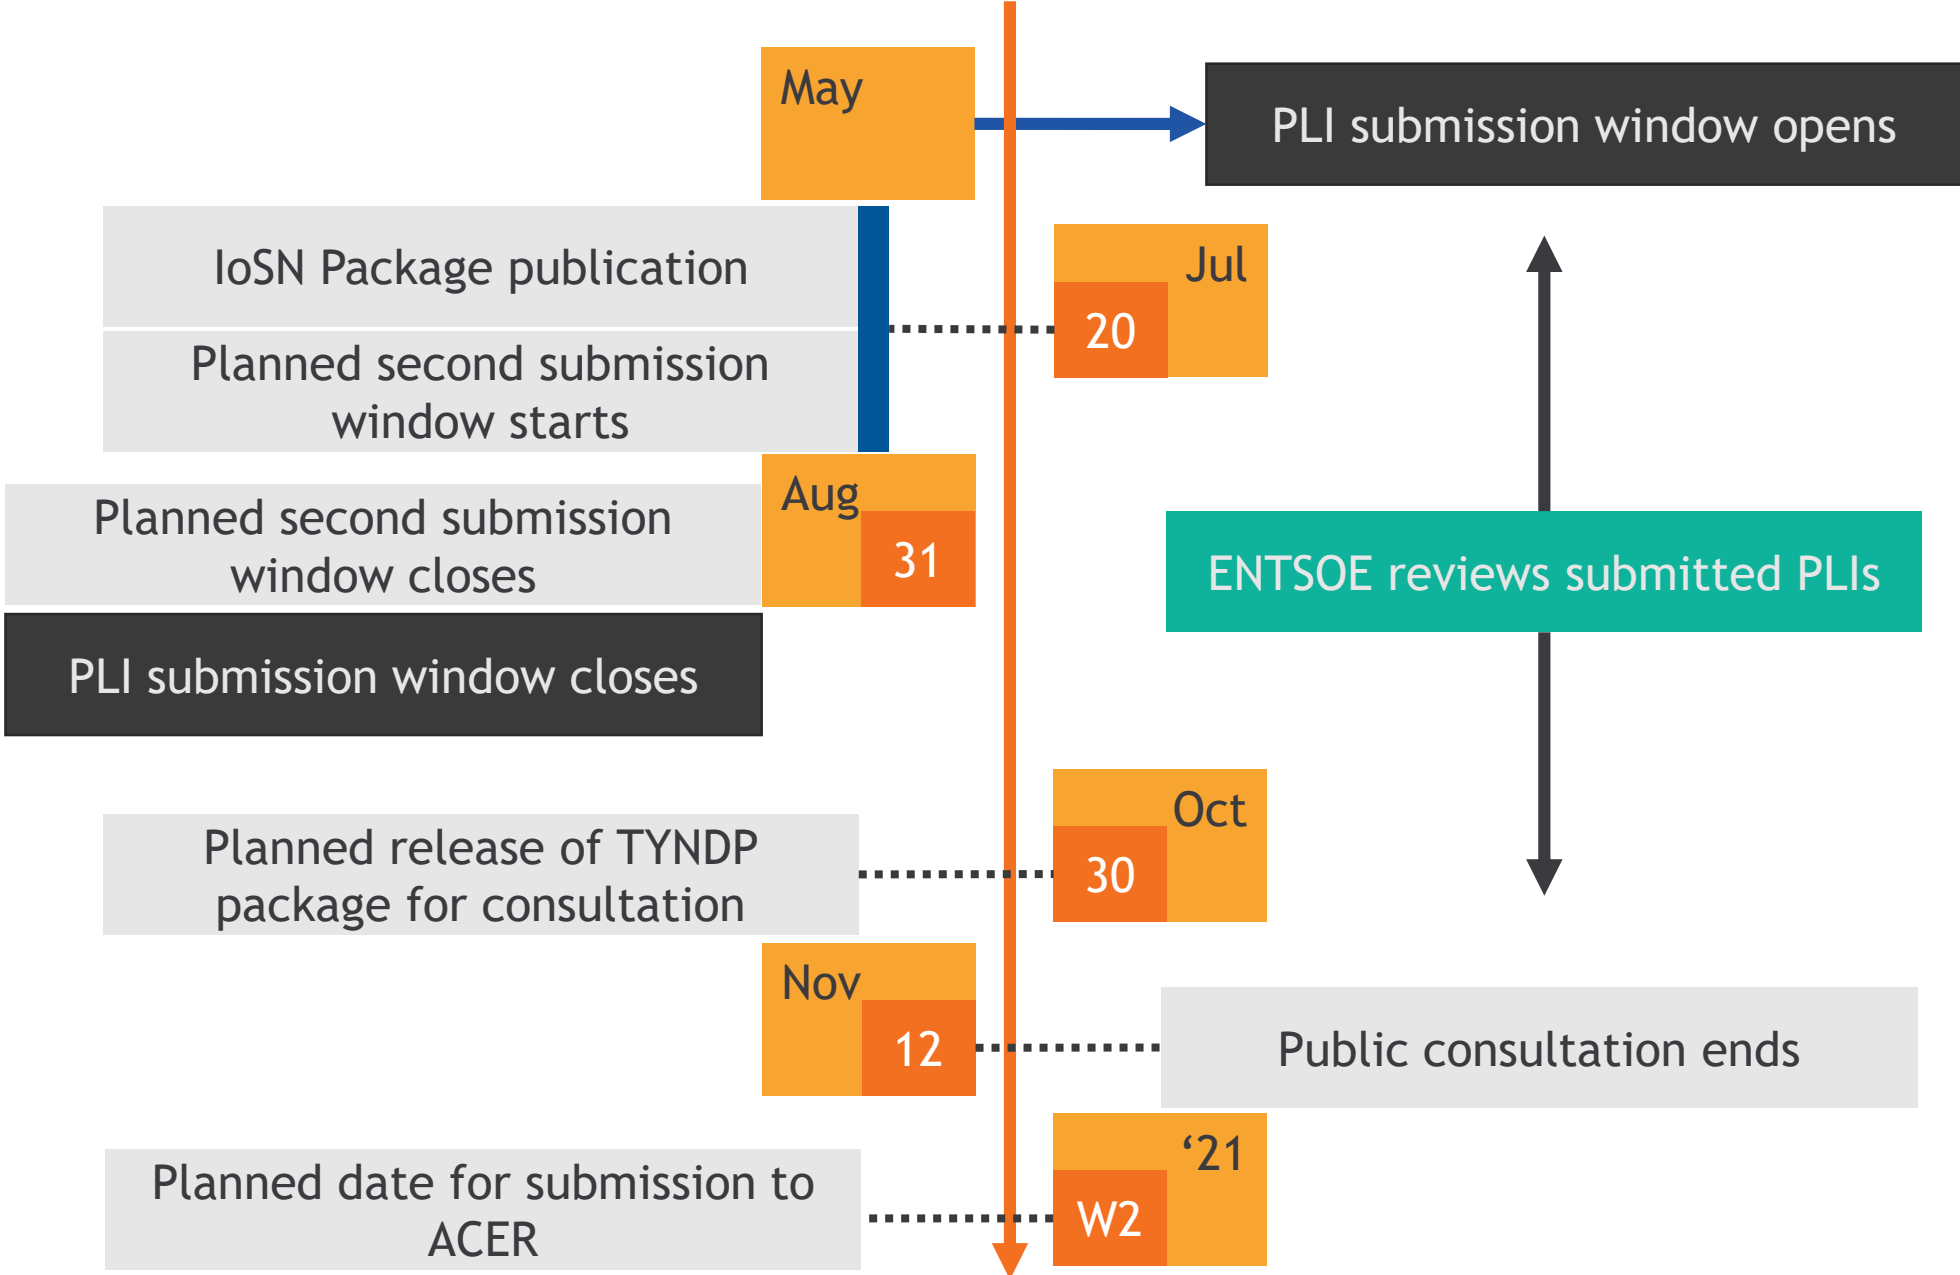 May
PLI submission window opens
IoSN Package publication
Jul
20
Planned second submission
window starts
Aug
31
Planned second submission
window closes
ENTSOE reviews submitted PLIs
PLI submission window closes
Oct
30
Planned release of TYNDP
package for consultation
Nov
12
Public consultation ends
‘21
W2
Planned date for submission to
ACER